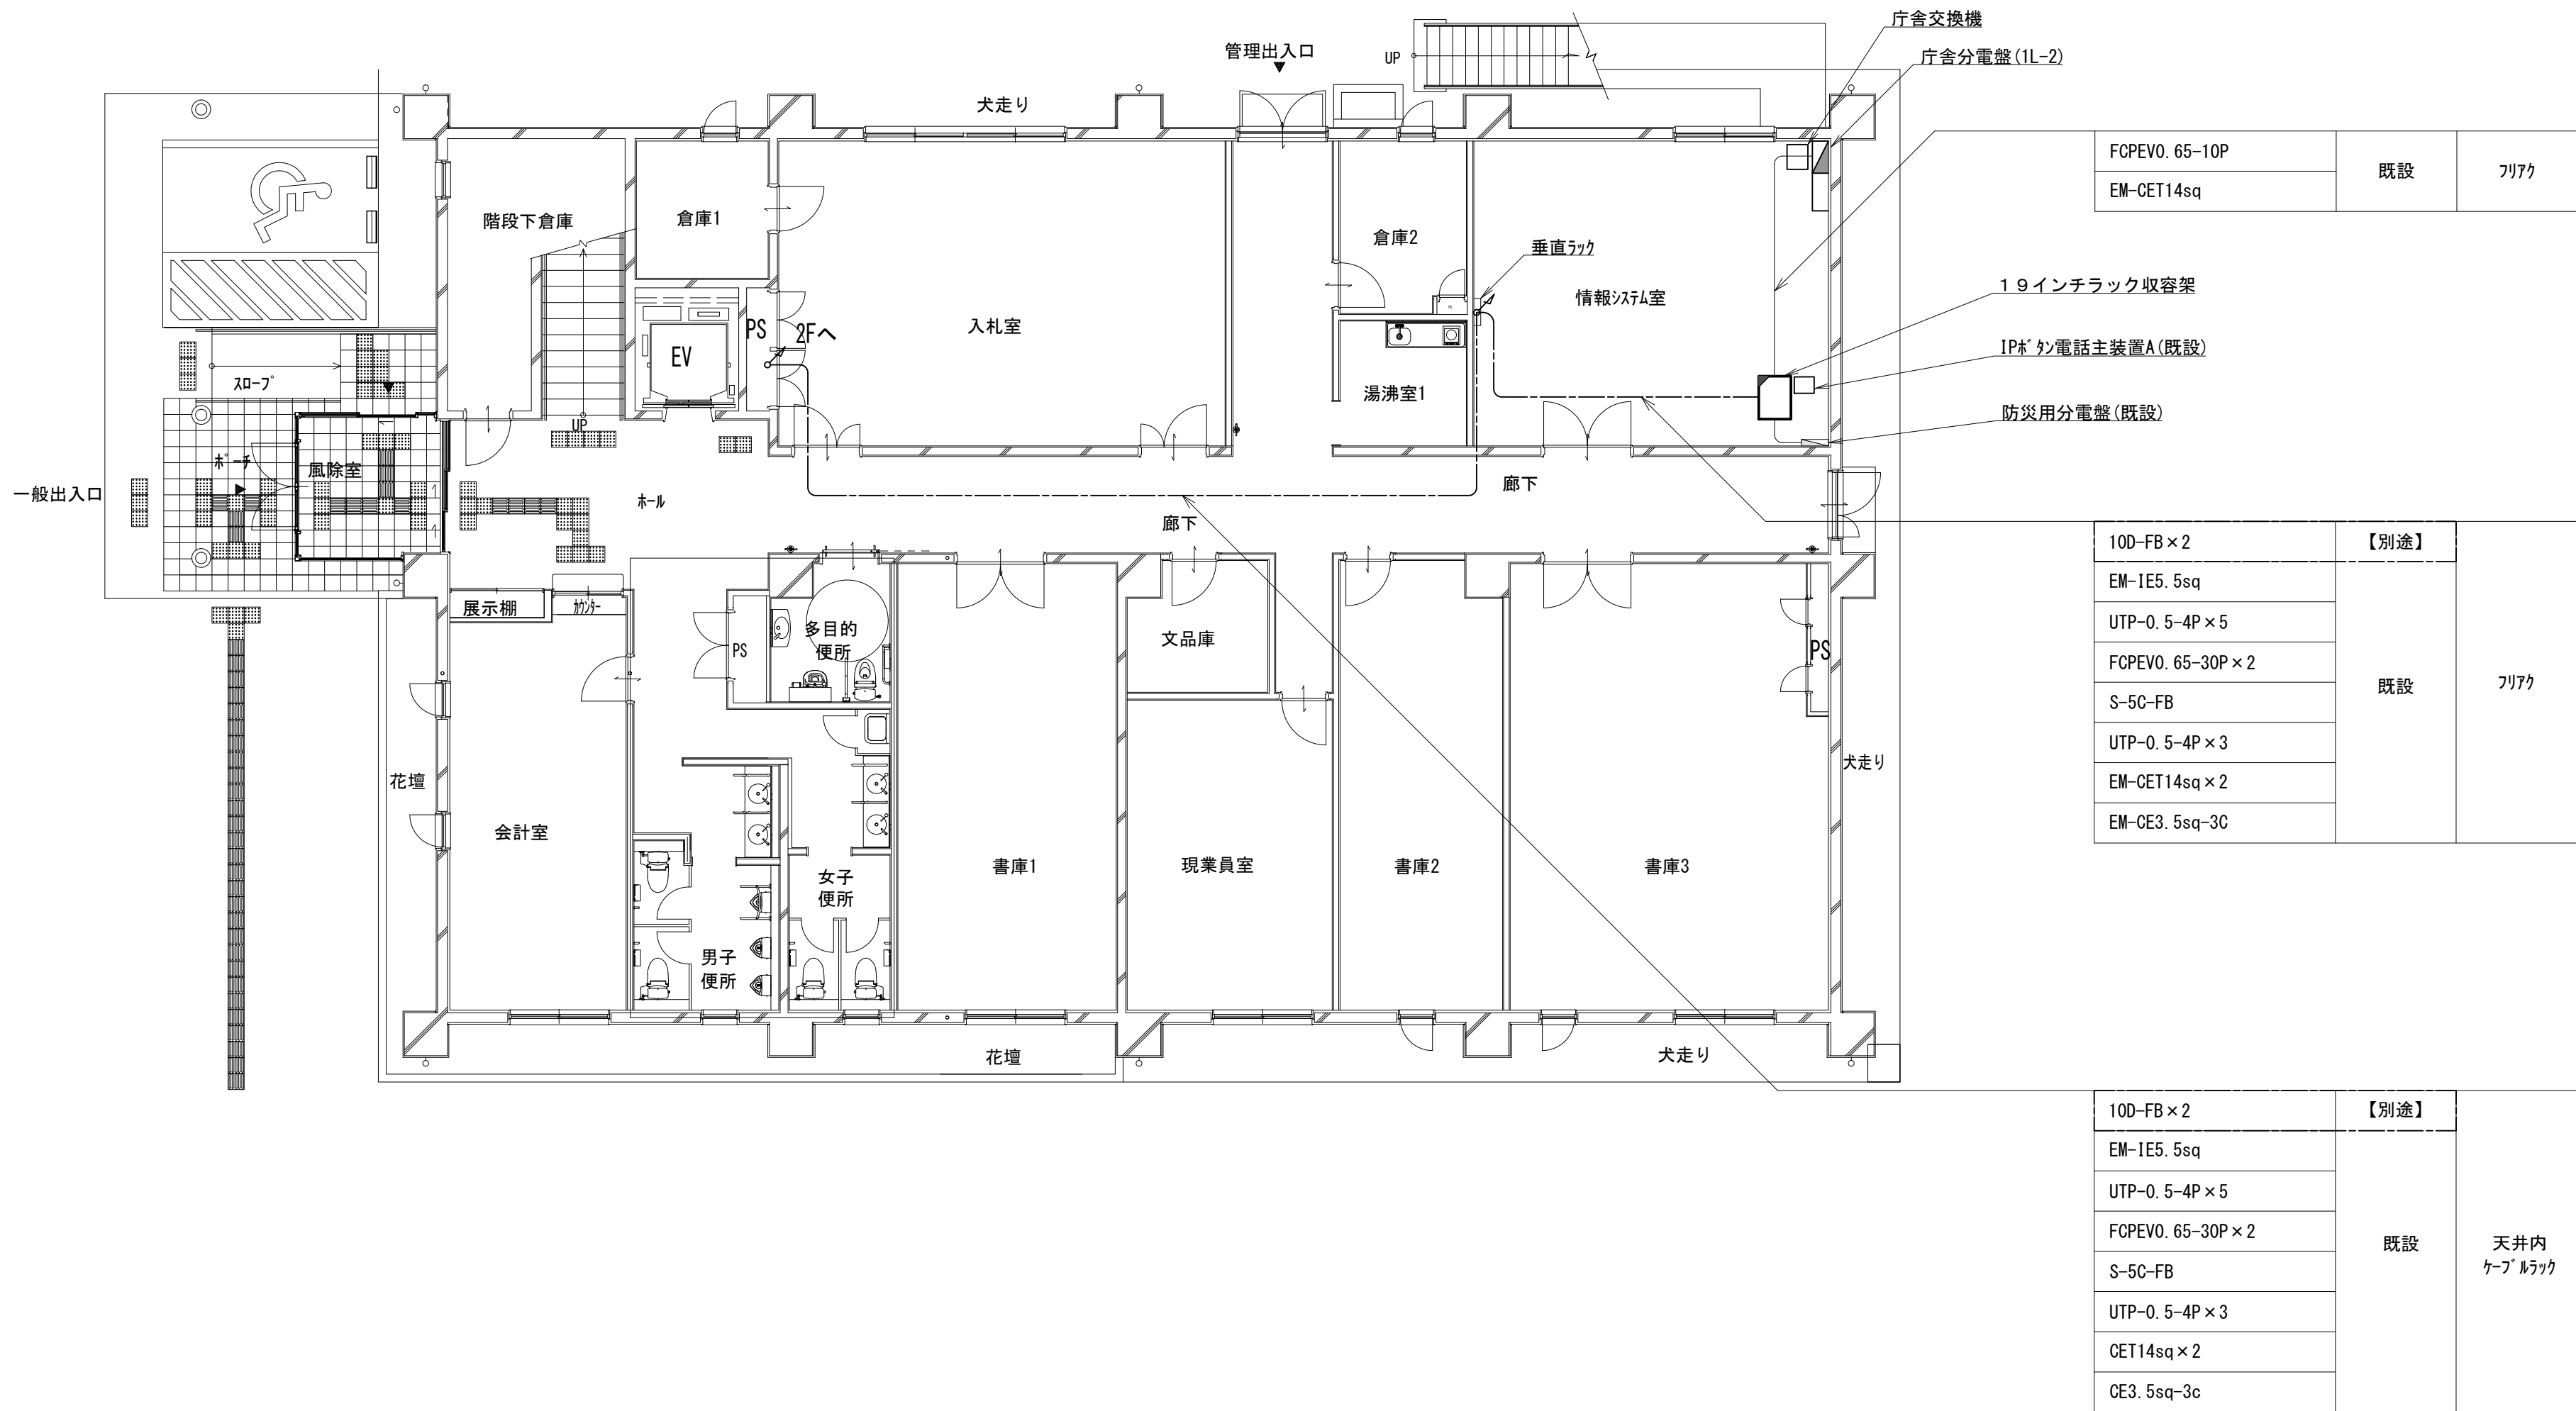 庁舎交換機
管理出入口
UP
庁舎分電盤(1L-2)
犬走り
FCPEV0.65-10P
既設
ﾌﾘｱｸ
EM-CET14sq
階段下倉庫
倉庫1
倉庫2
垂直ﾗｯｸ
情報ｼｽﾃﾑ室
19インチラック収容架
入札室
PS
2Fへ
EV
IPﾎﾞﾀﾝ電話主装置A(既設)
ｽﾛｰﾌﾟ
湯沸室1
防災用分電盤(既設)
UP
ﾎﾟｰﾁ
風除室
一般出入口
ﾎｰﾙ
廊下
廊下
10D-FB×2
【別途】
EM-IE5.5sq
UTP-0.5-4P×5
FCPEV0.65-30P×2
S-5C-FB
既設
ﾌﾘｱｸ
UTP-0.5-4P×3
EM-CET14sq×2
EM-CE3.5sq-3C
展示棚
ｶｳﾝﾀｰ
多目的
便所
PS
文品庫
PS
花壇
犬走り
会計室
書庫1
現業員室
書庫2
書庫3
女子
便所
男子
便所
花壇
犬走り
10D-FB×2
【別途】
EM-IE5.5sq
UTP-0.5-4P×5
FCPEV0.65-30P×2
既設
天井内
ｹｰﾌﾞﾙﾗｯｸ
S-5C-FB
UTP-0.5-4P×3
CET14sq×2
CE3.5sq-3c